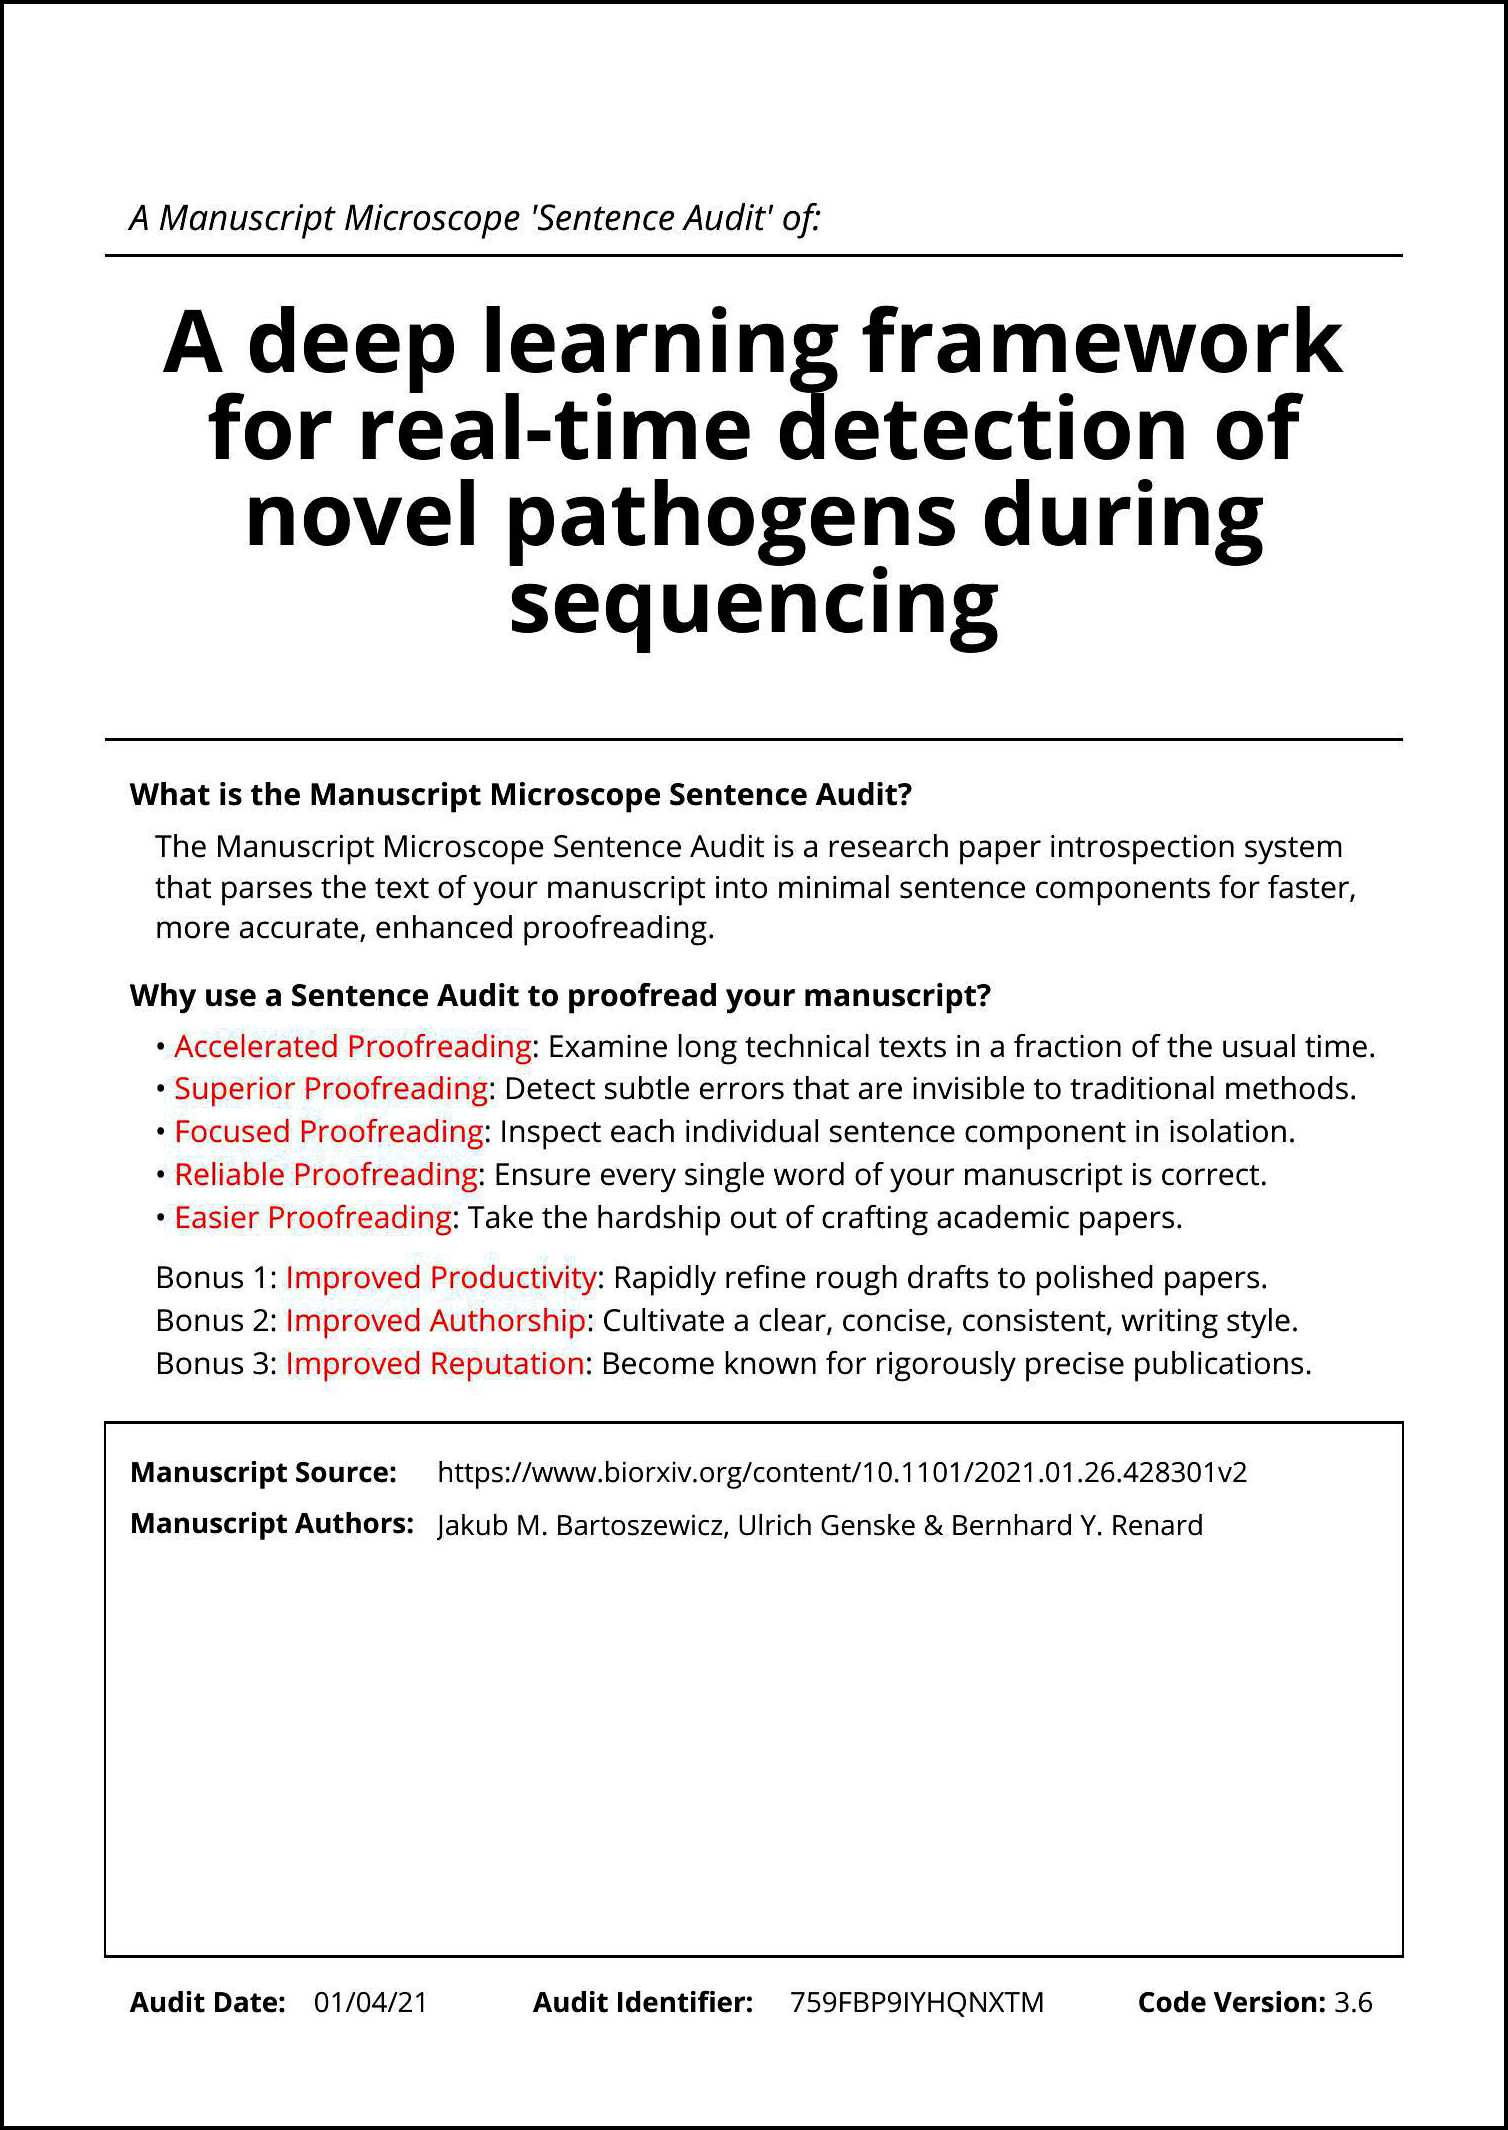 A Manuscript Microscope 'Sentence Audit' of:
A deep learning framework
for real-time detection of
novel pathogens during
sequencing
What is the Manuscript Microscope Sentence Audit?
The Manuscript Microscope Sentence Audit is a research paper introspection system
that parses the text of your manuscript into minimal sentence components for faster,
more accurate, enhanced proofreading.
Why use a Sentence Audit to proofread your manuscript?
• Accelerated Proofreading: Examine long technical texts in a fraction of the usual time.
• Superior Proofreading: Detect subtle errors that are invisible to traditional methods.
• Focused Proofreading: Inspect each individual sentence component in isolation.
• Reliable Proofreading: Ensure every single word of your manuscript is correct.
• Easier Proofreading: Take the hardship out of crafting academic papers.
Bonus 1: Improved Productivity: Rapidly refine rough drafts to polished papers.
Bonus 2: Improved Authorship: Cultivate a clear, concise, consistent, writing style.
Bonus 3: Improved Reputation: Become known for rigorously precise publications.
Manuscript Source: https://www.biorxiv.org/content/10.1101/2021.01.26.428301v2
Manuscript Authors: Jakub M. Bartoszewicz, Ulrich Genske & Bernhard Y. Renard
Audit Date: 01/04/21 Audit Identifier: 759FBP9IYHQNXTM Code Version: 3.6